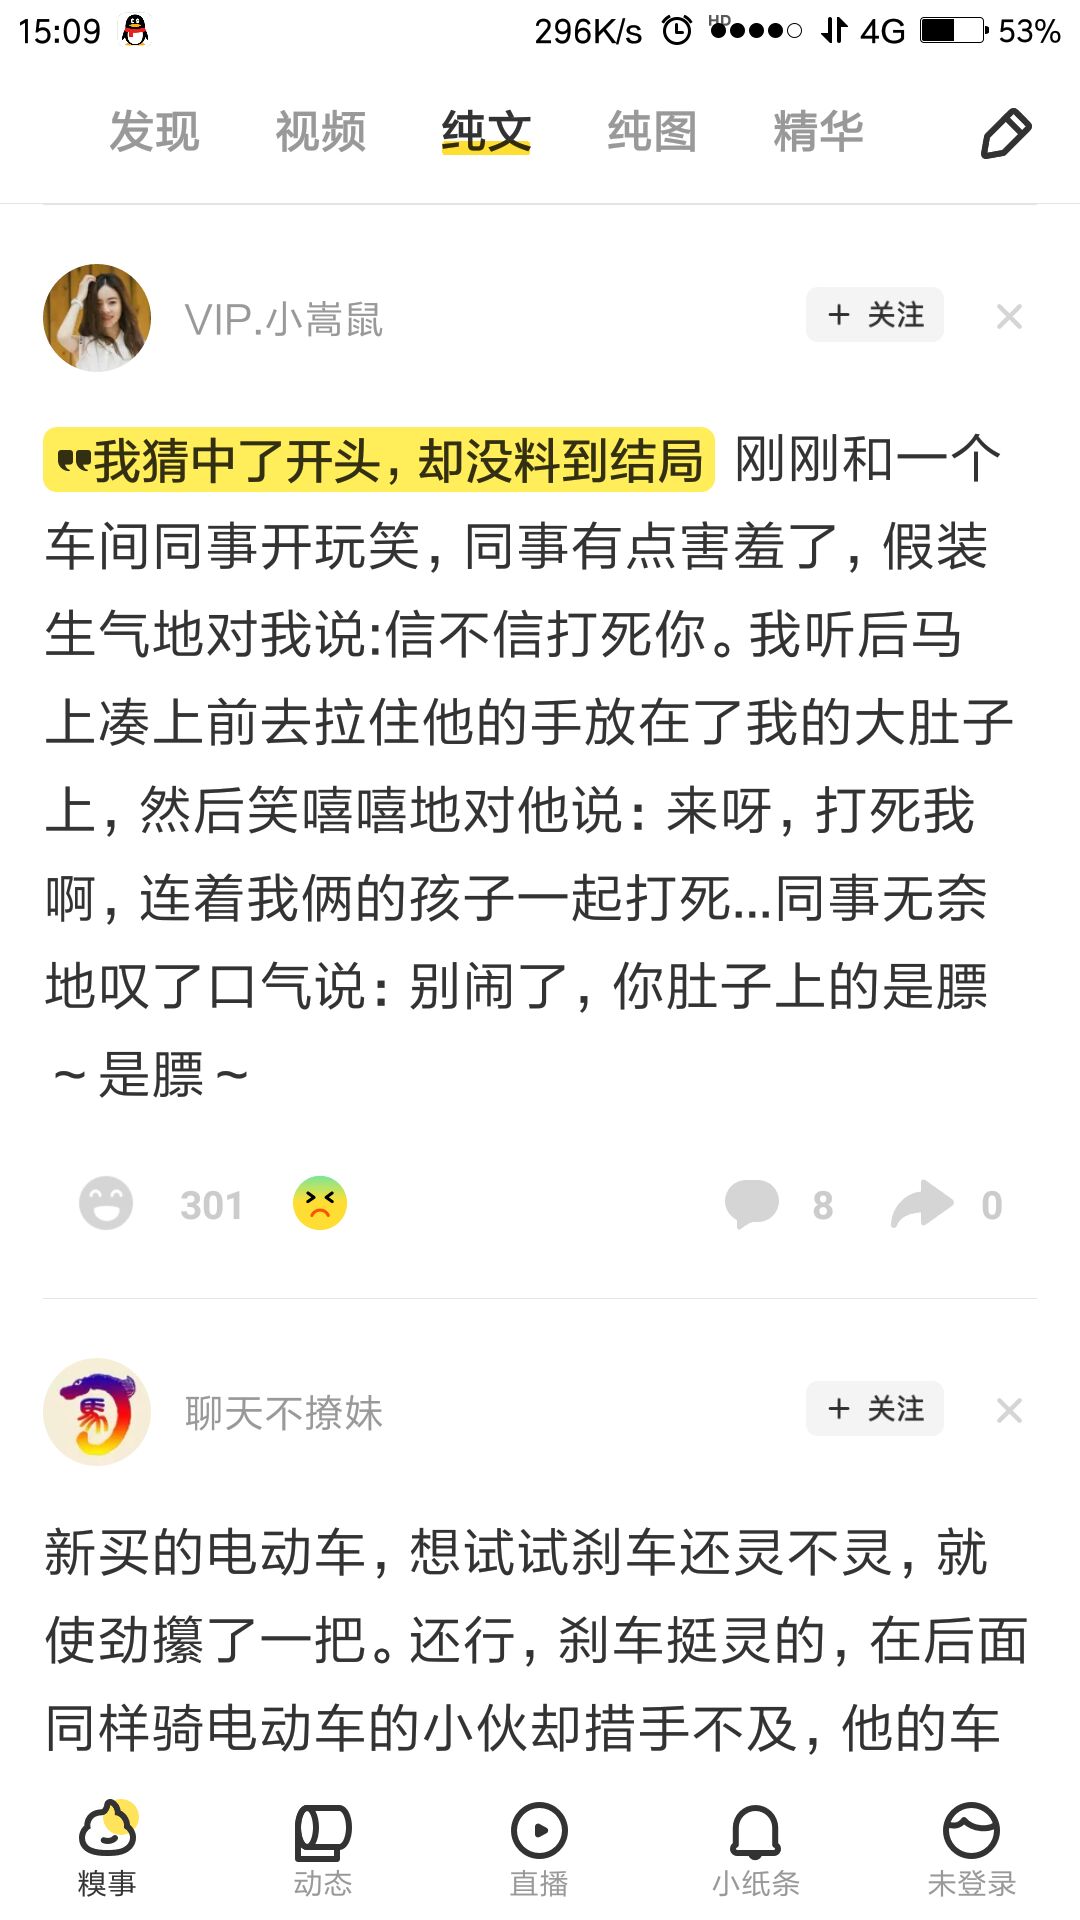 15:09 296K/s HD 4G 53%
发现 视频 纯文 纯图 精华
VIP.小嵩鼠 + 关注
我猜中了开头，却没料到结局 刚刚和一个
车间同事开玩笑，同事有点害羞了，假装
生气地对我说:信不信打死你。我听后马
上凑上前去拉住他的手放在了我的大肚子
上，然后笑嘻嘻地对他说：来呀，打死我
啊，连着我俩的孩子一起打死...同事无奈
地叹了口气说：别闹了，你肚子上的是膘
～是膘～
301 8 0
聊天不撩妹 + 关注
新买的电动车，想试试刹车还灵不灵，就
使劲攥了一把。还行，刹车挺灵的，在后面
同样骑电动车的小伙却措手不及，他的车
糗事 动态 直播 小纸条 未登录